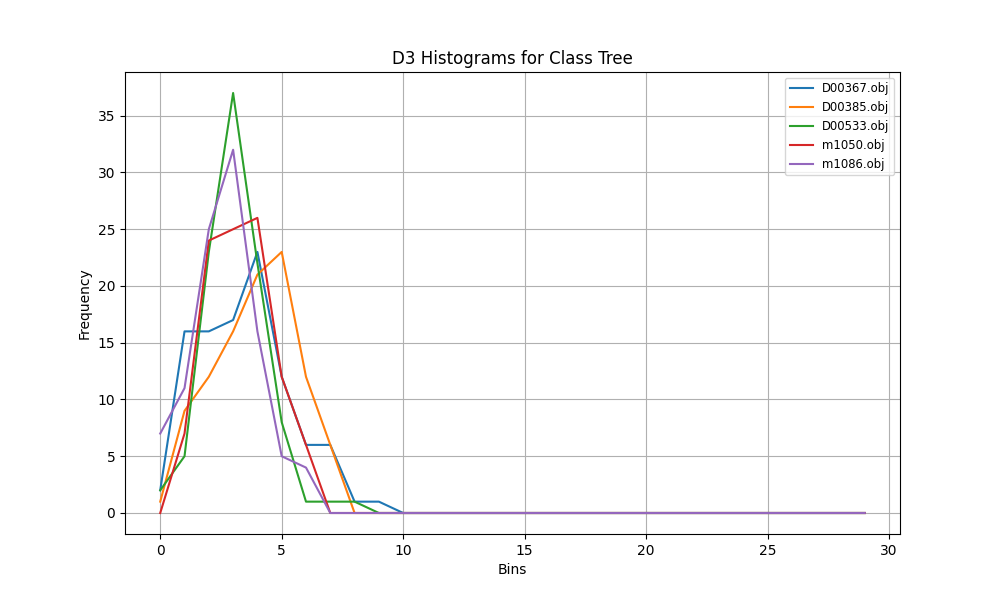 D3 Histograms for Class Tree
D00367.obj
D00385.obj
D00533.obj
m1050.obj
m1086.obj
Frequency
35
30
25
20
15
10
5
0
0 5 10 15 20 25 30
Bins